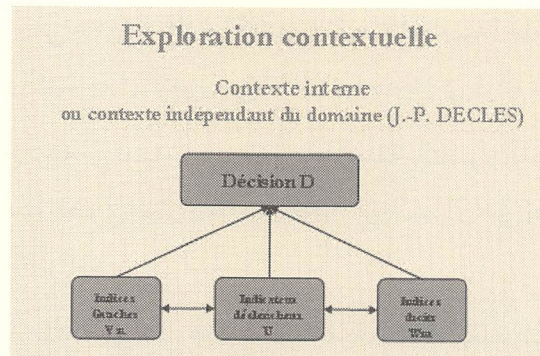 Exploration contextuelle
Contexte interne
ou contexte indépendant du domaine (J.-P. DECLES)
Décision D
Indices
Gauches
Indicateur
déclencheur
U
Indices
droits